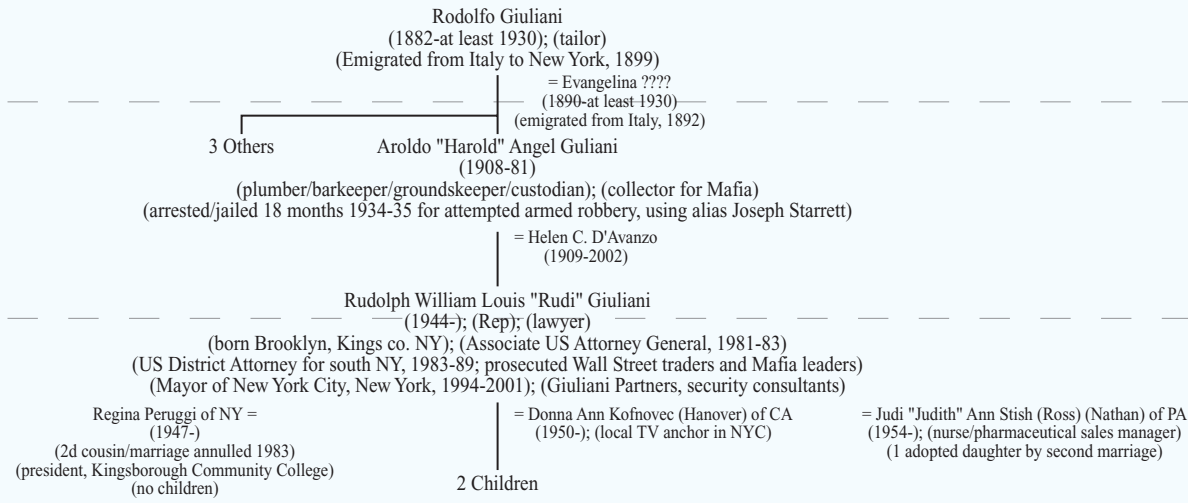 Rodolfo Giuliani
(1882-at least 1930); (tailor)
(Emigrated from Italy to New York, 1899)
= Evangelina ????
(1890-at least 1930)
(emigrated from Italy, 1892)
3 Others
Aroldo "Harold" Angel Guliani
(1908-81)
(plumber/barkeeper/groundskeeper/custodian); (collector for Mafia)
(arrested/jailed 18 months 1934-35 for attempted armed robbery, using alias Joseph Starrett)
= Helen C. D'Avanzo
(1909-2002)
Rudolph William Louis "Rudi" Giuliani
(1944-); (Rep); (lawyer)
(born Brooklyn, Kings co. NY); (Associate US Attorney General, 1981-83)
(US District Attorney for south NY, 1983-89; prosecuted Wall Street traders and Mafia leaders)
(Mayor of New York City, New York, 1994-2001); (Giuliani Partners, security consultants)
Regina Peruggi of NY =
(1947-)
(2d cousin/marriage annulled 1983)
(president, Kingsborough Community College)
(no children)
= Donna Ann Kofnovec (Hanover) of CA
(1950-); (local TV anchor in NYC)
2 Children
= Judi "Judith" Ann Stish (Ross) (Nathan) of PA
(1954-); (nurse/pharmaceutical sales manager)
(1 adopted daughter by second marriage)